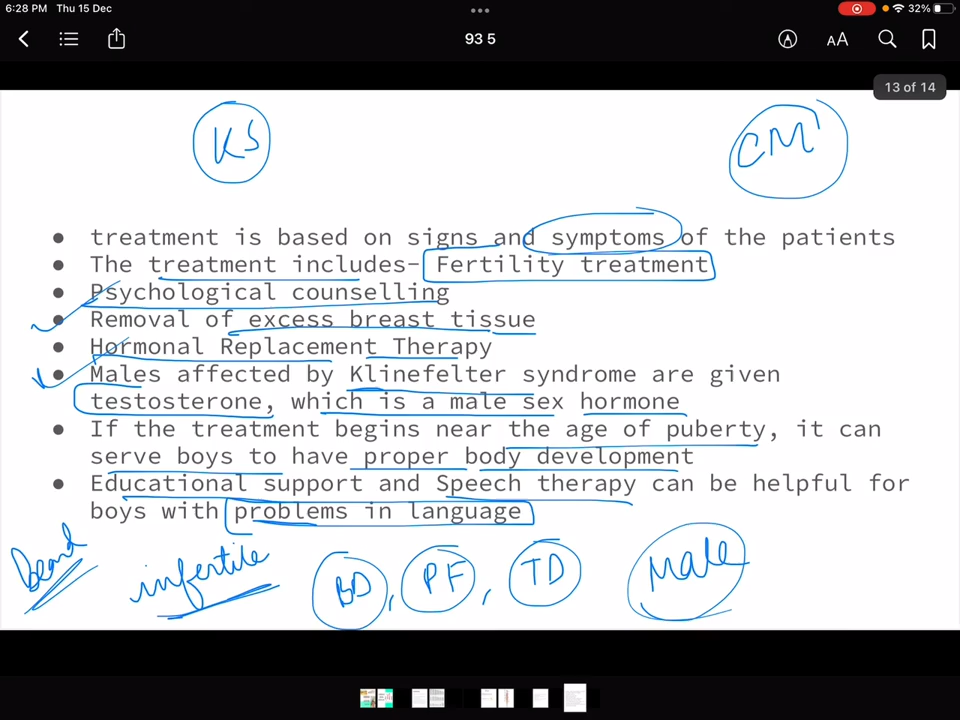 6:28 PM Thu 15 Dec
32%
93 5
AA
13 of 14
KS
CM
treatment is based on signs and symptoms of the patients
The treatment includes- Fertility treatment
Psychological counselling
Removal of excess breast tissue
Hormonal Replacement Therapy
Males affected by Klinefelter syndrome are given
testosterone, which is a male sex hormone
If the treatment begins near the age of puberty, it can
serve boys to have proper body development
Educational support and Speech therapy can be helpful for
boys with problems in language
Beard infertile BD, PF, TD Male